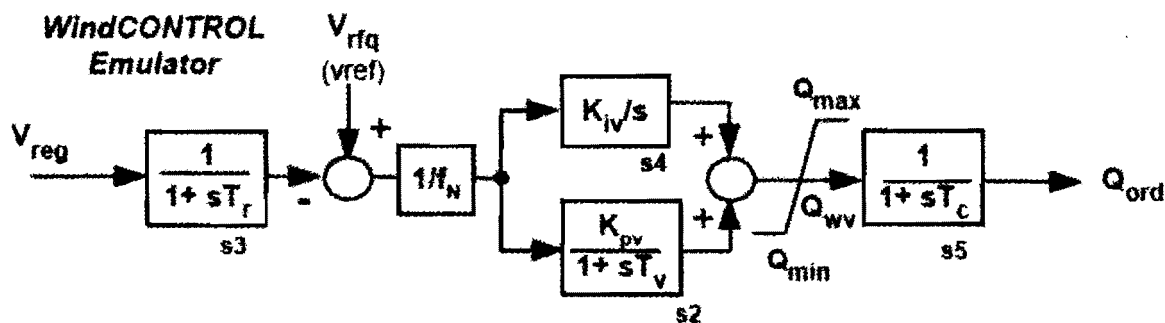 WindCONTROL
Emulator
V_rfq
(vref)
V_reg
1
1+ sT_r
s3
+
-
1/f_N
K_iv/s
s4
K_pv
1+ sT_v
s2
+
+
Q_max
Q_min
Q_wv
1
1+ sT_c
s5
Q_ord